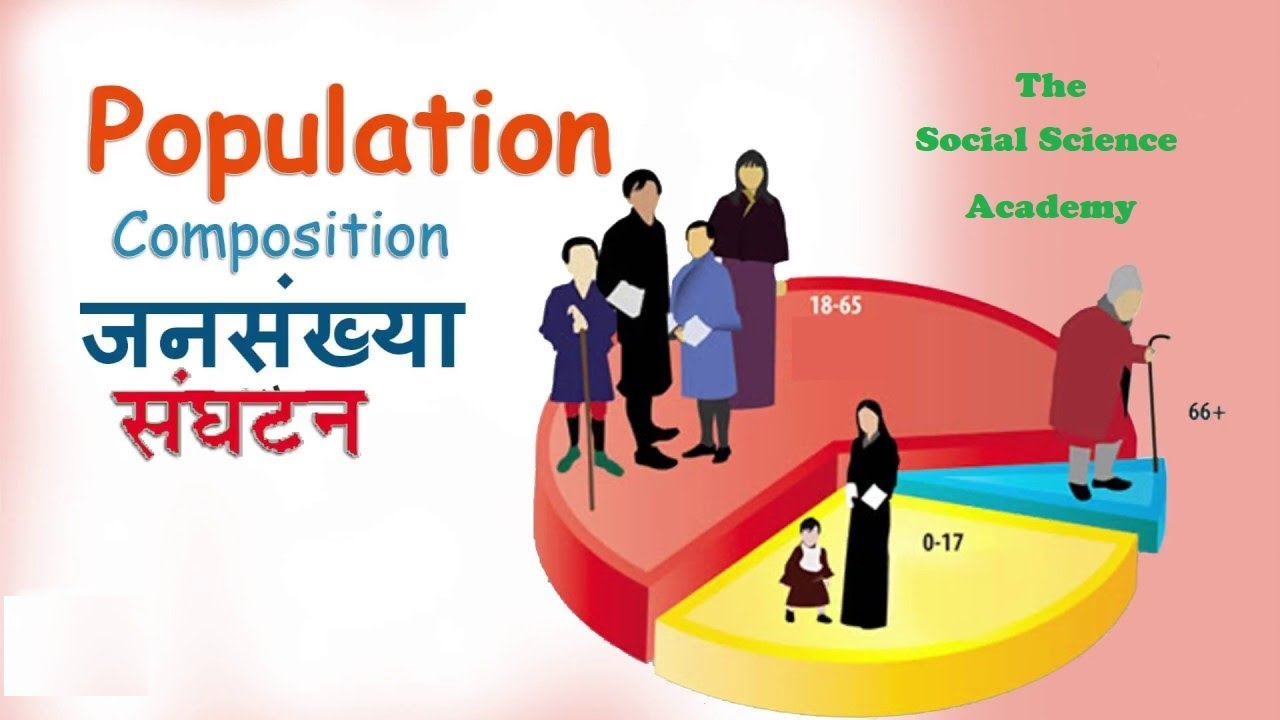 Population
Composition
जनसंख्या
संघटन
The
Social Science
Academy
18-65
66+
0-17